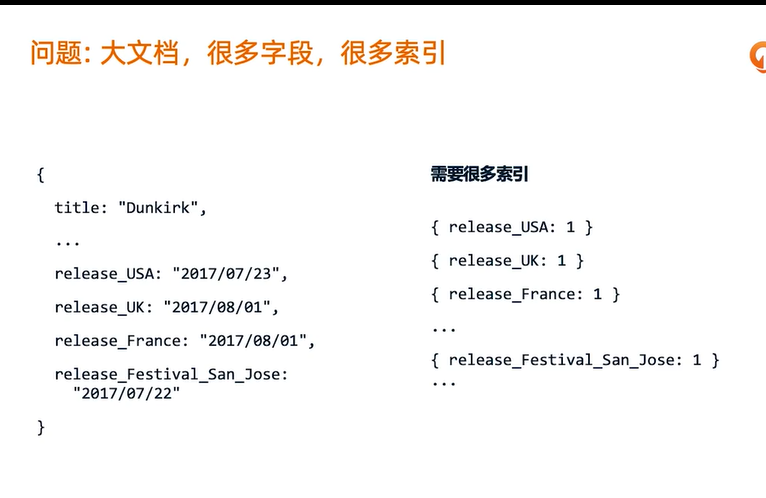 问题: 大文档，很多字段，很多索引
{
title: "Dunkirk",
...
release_USA: "2017/07/23",
release_UK: "2017/08/01",
release_France: "2017/08/01",
release_Festival_San_Jose:
"2017/07/22"
}
需要很多索引
{ release_USA: 1 }
{ release_UK: 1 }
{ release_France: 1 }
...
{ release_Festival_San_Jose: 1 }
...